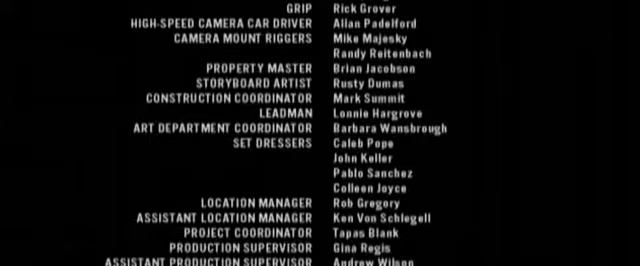 GRIP Rick Grover
HIGH-SPEED CAMERA CAR DRIVER Allan Padelford
CAMERA MOUNT RIGGERS Mike Majesky
Randy Reitenbach
PROPERTY MASTER Brian Jacobson
STORYBOARD ARTIST Rusty Dumas
CONSTRUCTION COORDINATOR Mark Summit
LEADMAN Lonnie Hargrove
ART DEPARTMENT COORDINATOR Barbara Wansbrough
SET DRESSERS Caleb Pope
John Keller
Pablo Sanchez
Colleen Joyce
LOCATION MANAGER Rob Gregory
ASSISTANT LOCATION MANAGER Ken Von Schlegell
PROJECT COORDINATOR Tapas Blank
PRODUCTION SUPERVISOR Gina Regis
ASSISTANT PRODUCTION SUPERVISOR Andrew Wilson